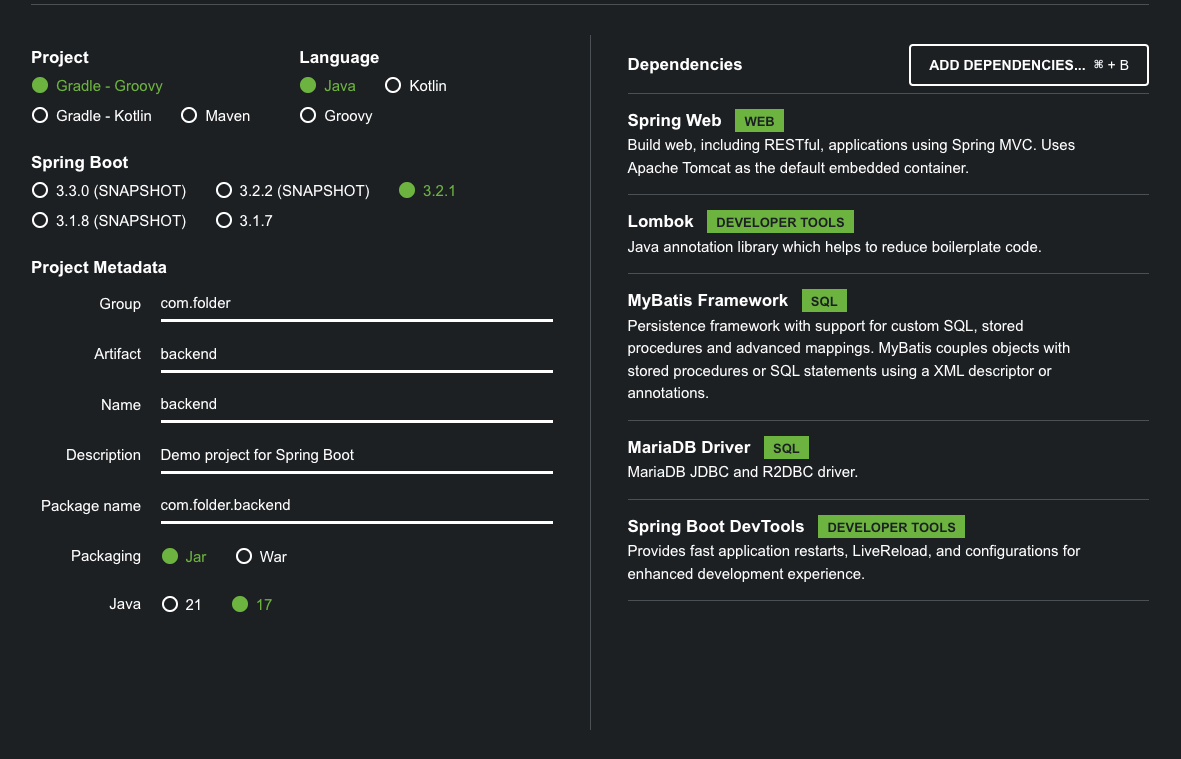 Project
Gradle - Groovy
Gradle - Kotlin Maven
Language
Java Kotlin
Groovy
Spring Boot
3.3.0 (SNAPSHOT) 3.2.2 (SNAPSHOT) 3.2.1
3.1.8 (SNAPSHOT) 3.1.7
Project Metadata
Group com.folder
Artifact backend
Name backend
Description Demo project for Spring Boot
Package name com.folder.backend
Packaging Jar War
Java 21 17
Dependencies ADD DEPENDENCIES... ⌘ + B
Spring Web WEB
Build web, including RESTful, applications using Spring MVC. Uses
Apache Tomcat as the default embedded container.
Lombok DEVELOPER TOOLS
Java annotation library which helps to reduce boilerplate code.
MyBatis Framework SQL
Persistence framework with support for custom SQL, stored
procedures and advanced mappings. MyBatis couples objects with
stored procedures or SQL statements using a XML descriptor or
annotations.
MariaDB Driver SQL
MariaDB JDBC and R2DBC driver.
Spring Boot DevTools DEVELOPER TOOLS
Provides fast application restarts, LiveReload, and configurations for
enhanced development experience.